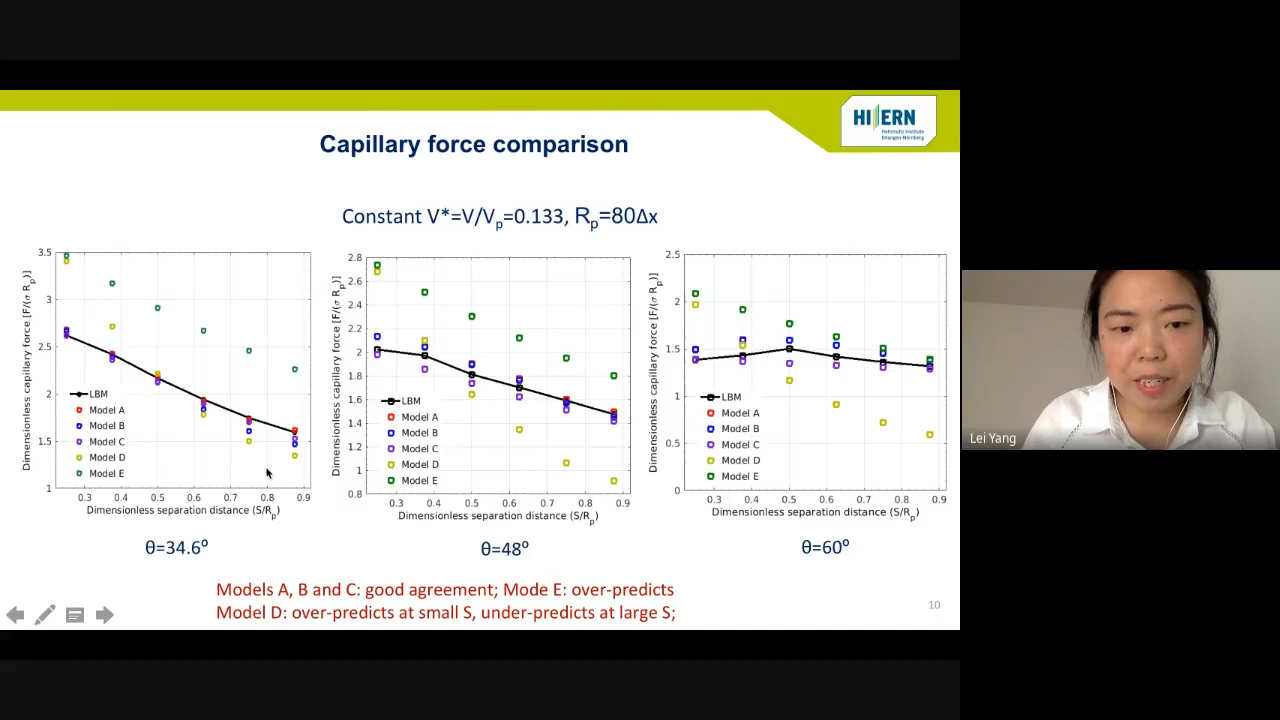 HI ERN
Helmholtz Institute
Erlangen-Nürnberg
Capillary force comparison
Constant V*=V/Vp=0.133, Rp=80Δx
Dimensionless capillary force [F/(σ Rp)]
3.5
3
2.5
2
1.5
1
LBM
Model A
Model B
Model C
Model D
Model E
0.3 0.4 0.5 0.6 0.7 0.8 0.9
Dimensionless separation distance (S/Rp)
θ=34.6º
Dimensionless capillary force [F/(σ Rp)]
2.8
2.6
2.4
2.2
2
1.8
1.6
1.4
1.2
1
0.8
LBM
Model A
Model B
Model C
Model D
Model E
0.3 0.4 0.5 0.6 0.7 0.8 0.9
Dimensionless separation distance (S/Rp)
θ=48º
Dimensionless capillary force [F/(σ Rp)]
2.5
2
1.5
1
0.5
0
LBM
Model A
Model B
Model C
Model D
Model E
0.3 0.4 0.5 0.6 0.7 0.8 0.9
Dimensionless separation distance (S/Rp)
θ=60º
Models A, B and C: good agreement; Mode E: over-predicts
Model D: over-predicts at small S, under-predicts at large S;
10
Lei Yang